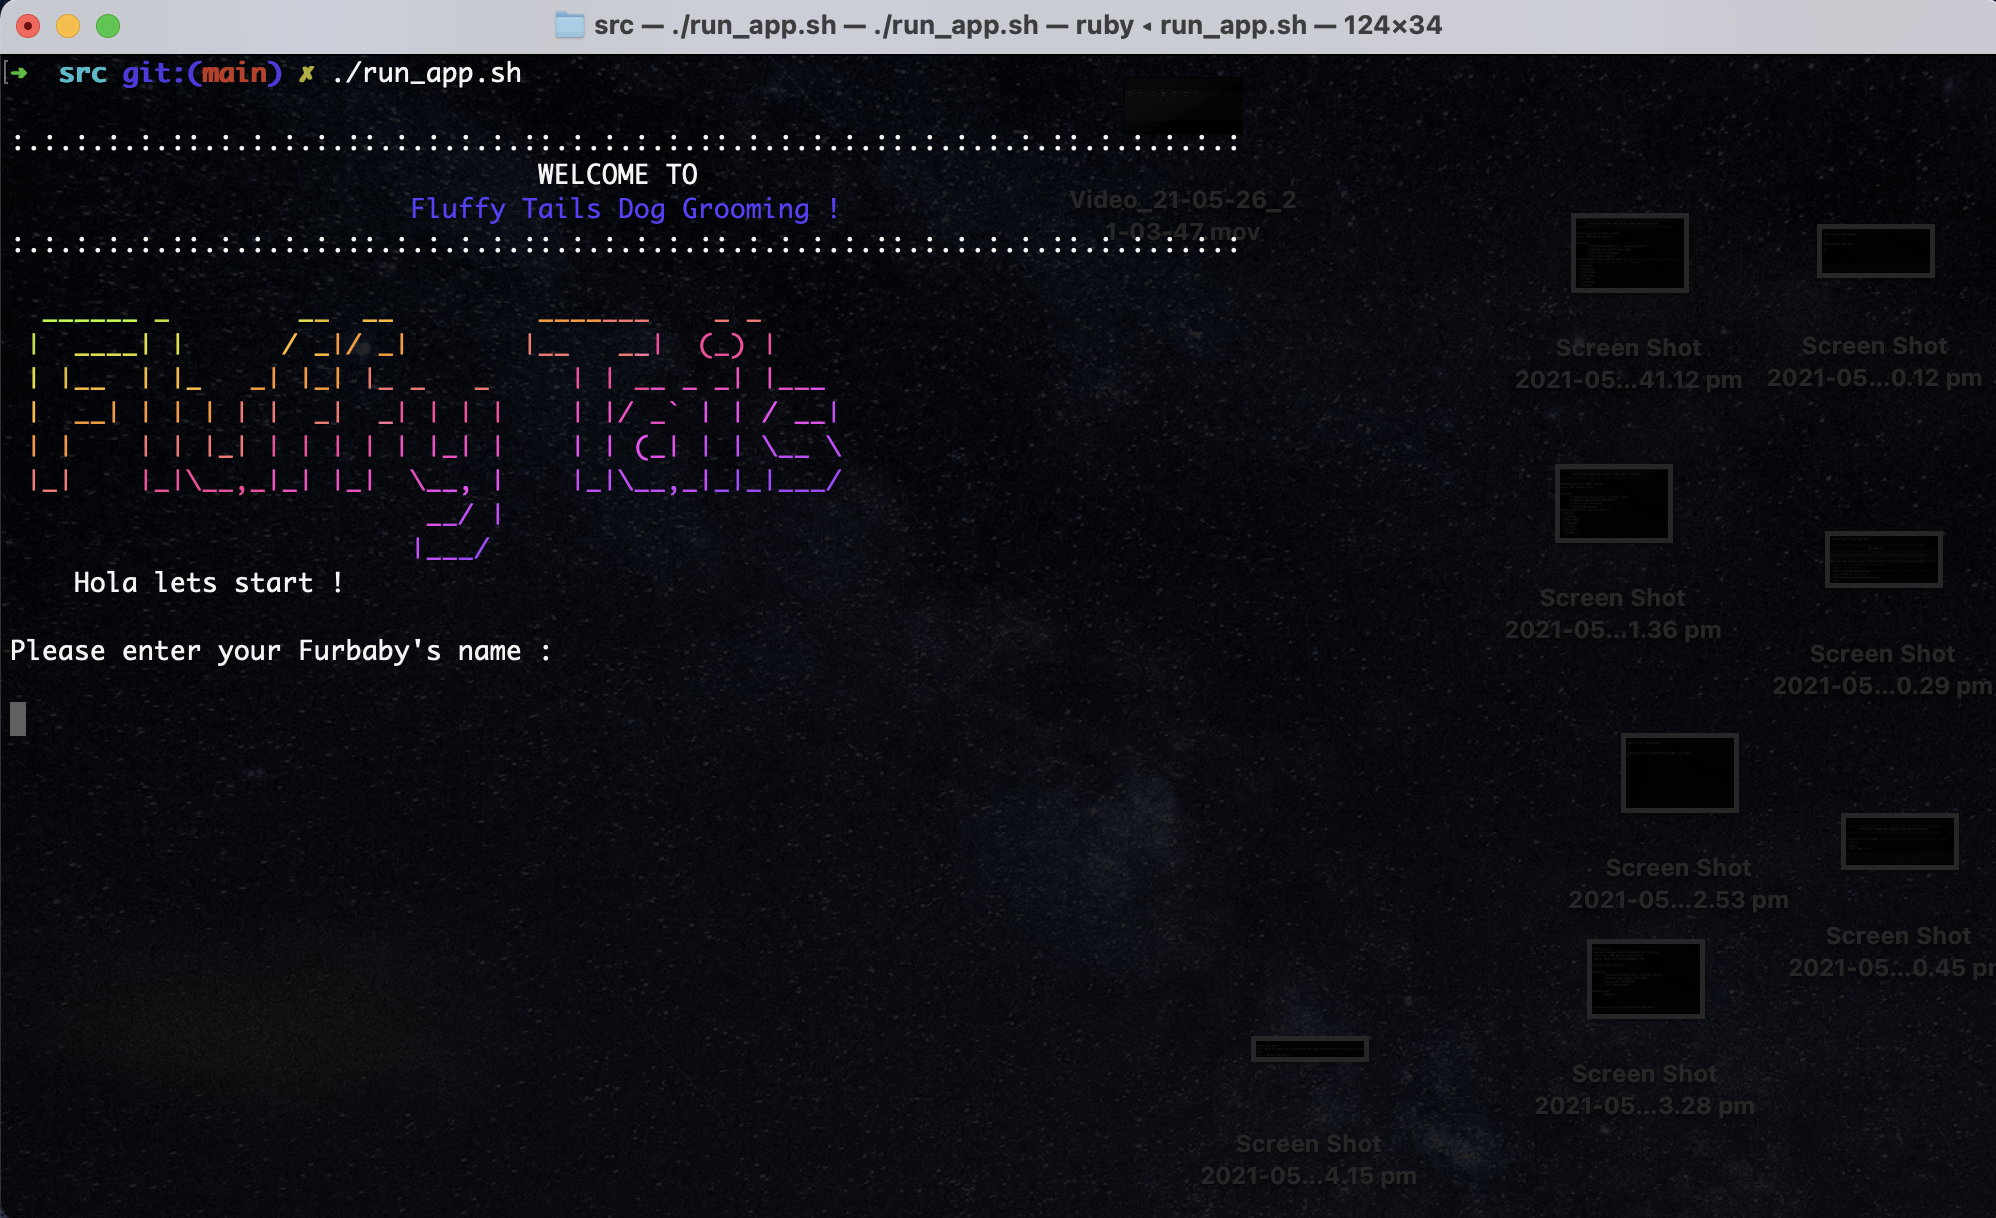 src — ./run_app.sh — ./run_app.sh — ruby ◂ run_app.sh — 124×34
➜ src git:(main) ✗ ./run_app.sh
WELCOME TO
Fluffy Tails Dog Grooming !
Fluffy Tails
Hola lets start !
Please enter your Furbaby's name :
Video_21-05-26_2
1-03-47.mov
Screen Shot
2021-05...41.12 pm
Screen Shot
2021-05...0.12 pm
Screen Shot
2021-05...1.36 pm
Screen Shot
2021-05...0.29 pm
Screen Shot
2021-05...2.53 pm
Screen Shot
2021-05...0.45 pm
Screen Shot
2021-05...3.28 pm
Screen Shot
2021-05...4.15 pm